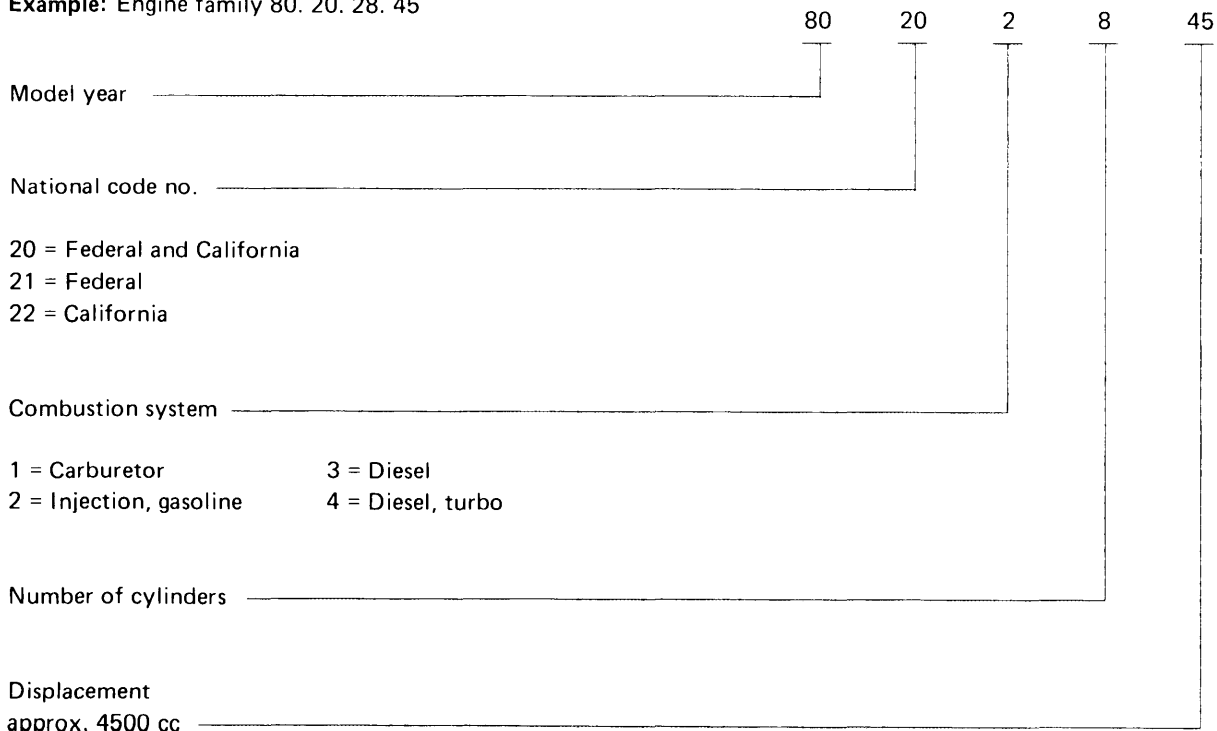 Example: Engine family 80. 20. 28. 45
80 20 2 8 45
Model year
National code no.
20 = Federal and California
21 = Federal
22 = California
Combustion system
1 = Carburetor 3 = Diesel
2 = Injection, gasoline 4 = Diesel, turbo
Number of cylinders
Displacement
approx. 4500 cc